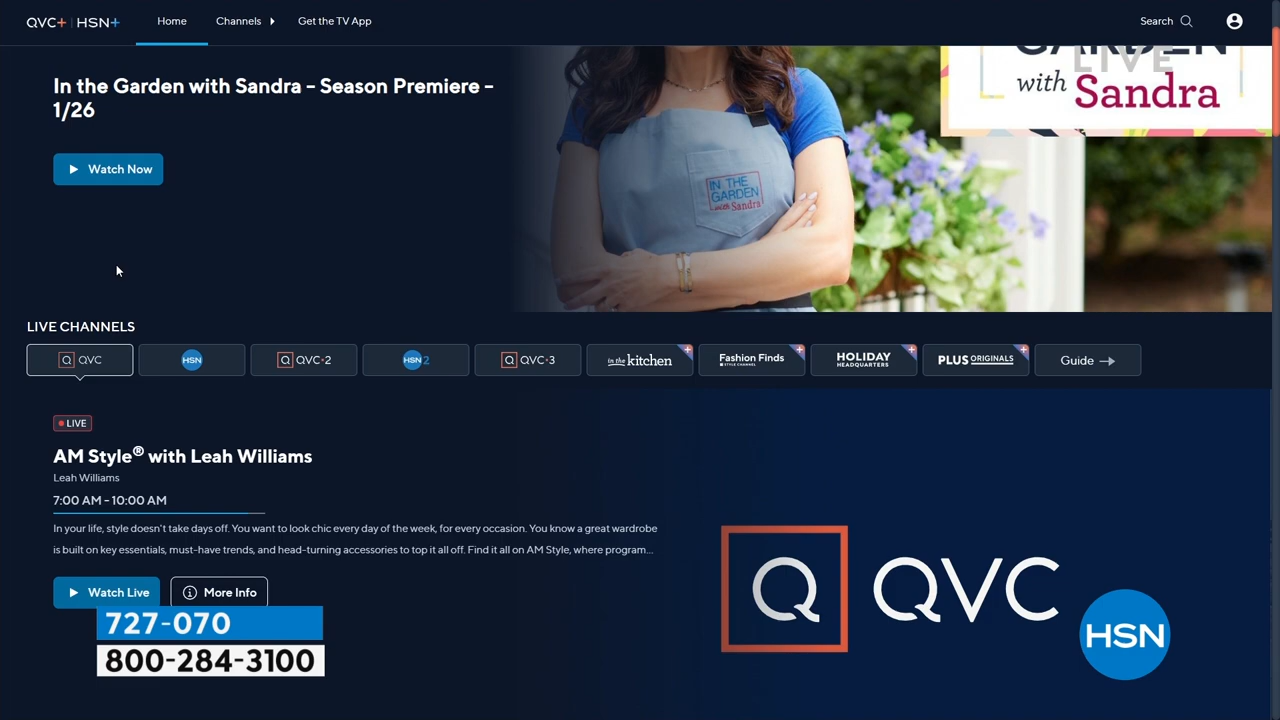 QVC+ | HSN+
Home
Channels
Get the TV App
Search
In the Garden with Sandra - Season Premiere -
1/26
Watch Now
IN THE
GARDEN
with Sandra
GARDEN
LIVE
with Sandra
LIVE CHANNELS
Q QVC
HSN
Q QVC•2
HSN 2
Q QVC•3
in the kitchen
Fashion Finds
HOLIDAY
HEADQUARTERS
PLUS ORIGINALS
Guide
LIVE
AM Style® with Leah Williams
Leah Williams
7:00 AM - 10:00 AM
In your life, style doesn't take days off. You want to look chic every day of the week, for every occasion. You know a great wardrobe
is built on key essentials, must-have trends, and head-turning accessories to top it all off. Find it all on AM Style, where program...
Watch Live
More Info
727-070
800-284-3100
Q QVC
HSN